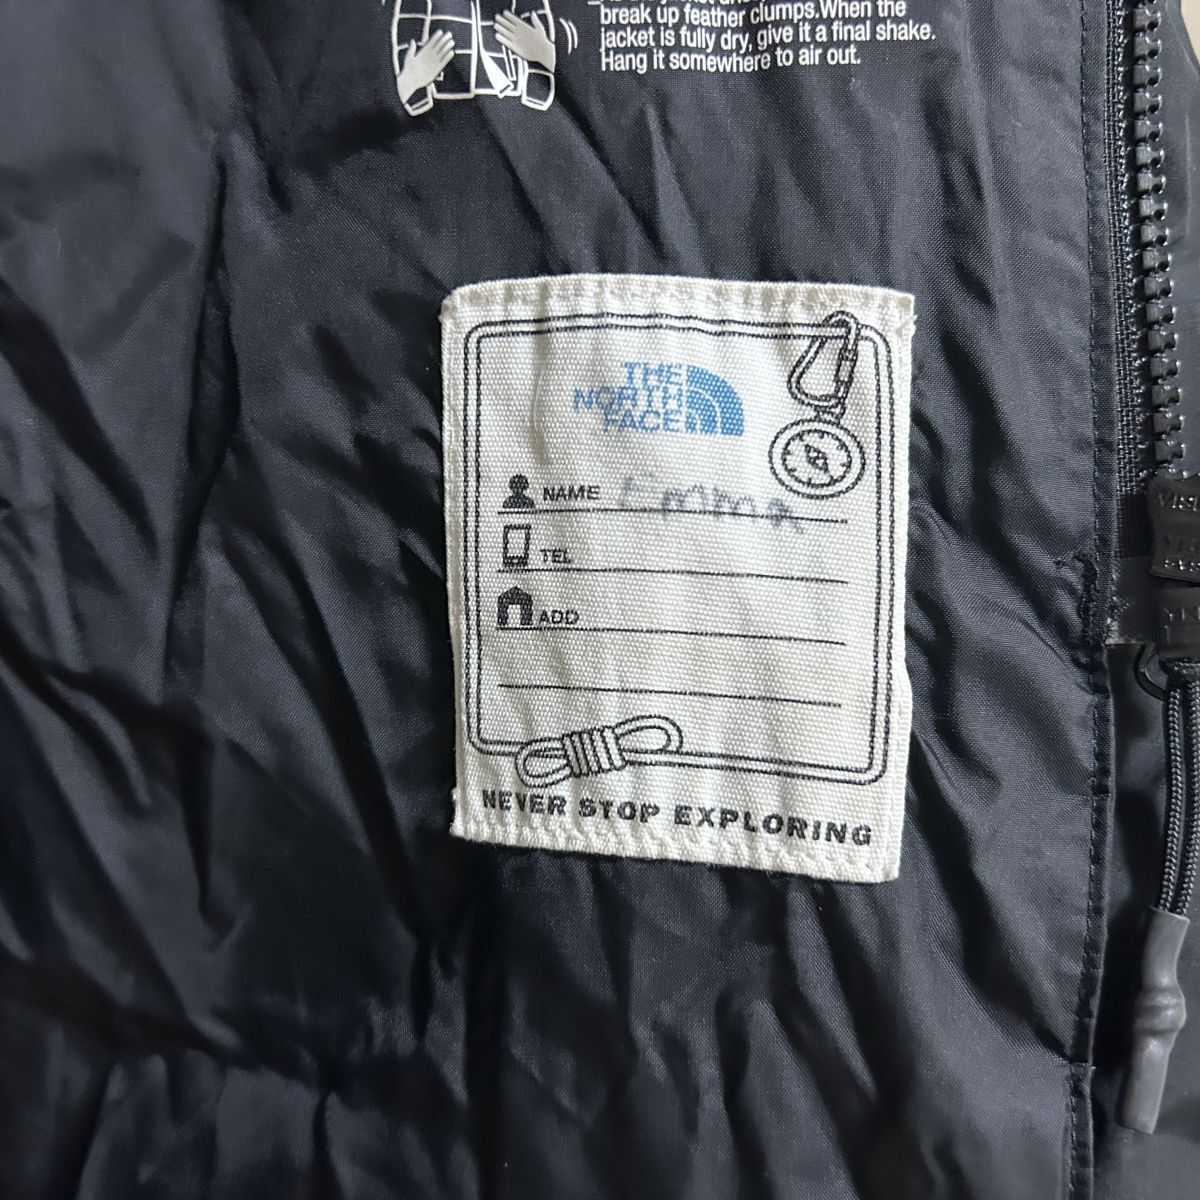 break up feather clumps.When the
jacket is fully dry, give it a final shake.
Hang it somewhere to air out.
THE
NORTH
FACE
NAME Emma
TEL
ADD
NEVER STOP EXPLORING